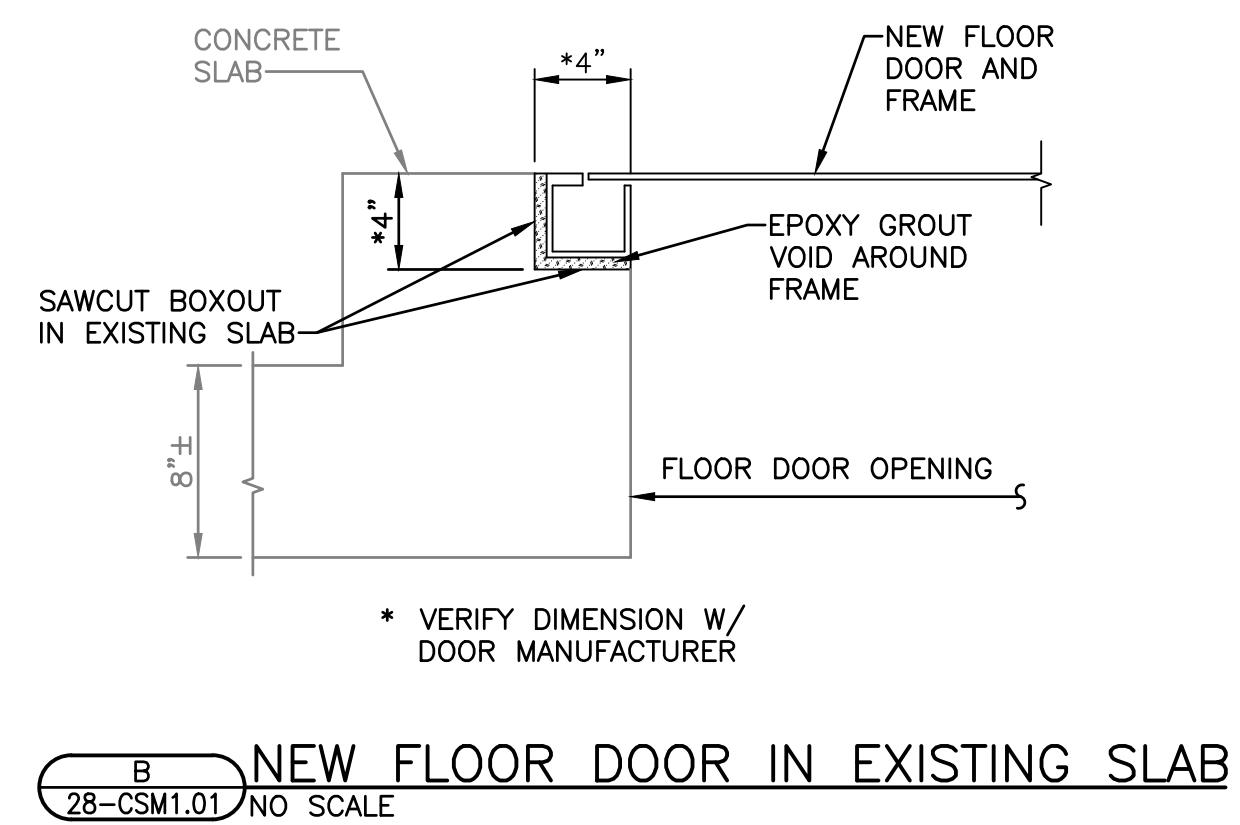 CONCRETE
SLAB
*4"
NEW FLOOR
DOOR AND
FRAME
*4"
EPOXY GROUT
VOID AROUND
FRAME
SAWCUT BOXOUT
IN EXISTING SLAB
8"±
FLOOR DOOR OPENING
* VERIFY DIMENSION W/
DOOR MANUFACTURER
B
28-CSM1.01
NEW FLOOR DOOR IN EXISTING SLAB
NO SCALE